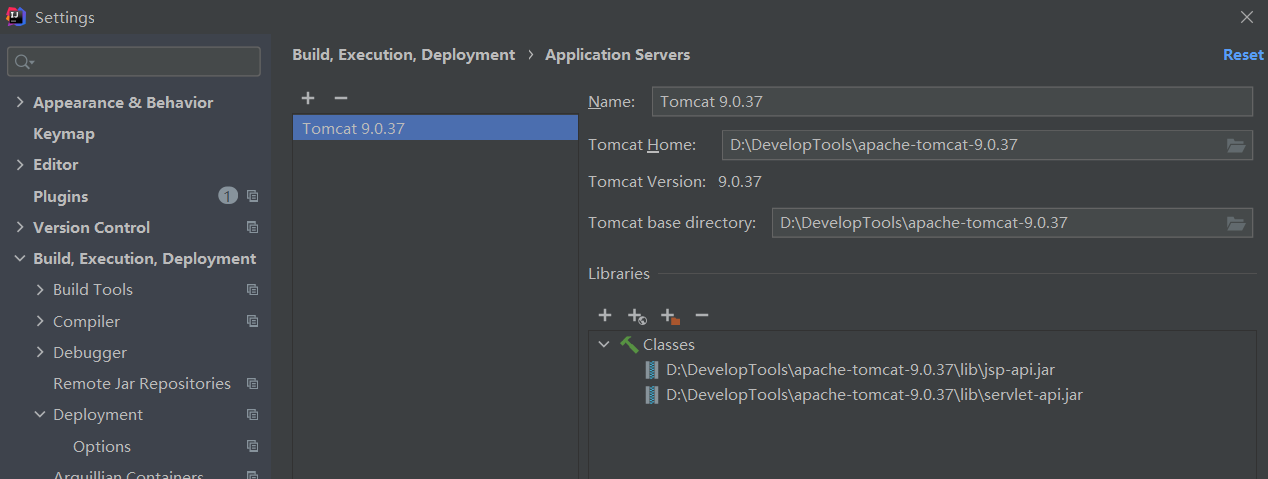 Settings
Build, Execution, Deployment › Application Servers
Reset
Appearance & Behavior
Keymap
Editor
Plugins 1
Version Control
Build, Execution, Deployment
Build Tools
Compiler
Debugger
Remote Jar Repositories
Deployment
Options
Arquillian Containers
Tomcat 9.0.37
Name: Tomcat 9.0.37
Tomcat Home: D:\DevelopTools\apache-tomcat-9.0.37
Tomcat Version: 9.0.37
Tomcat base directory: D:\DevelopTools\apache-tomcat-9.0.37
Libraries
Classes
D:\DevelopTools\apache-tomcat-9.0.37\lib\jsp-api.jar
D:\DevelopTools\apache-tomcat-9.0.37\lib\servlet-api.jar